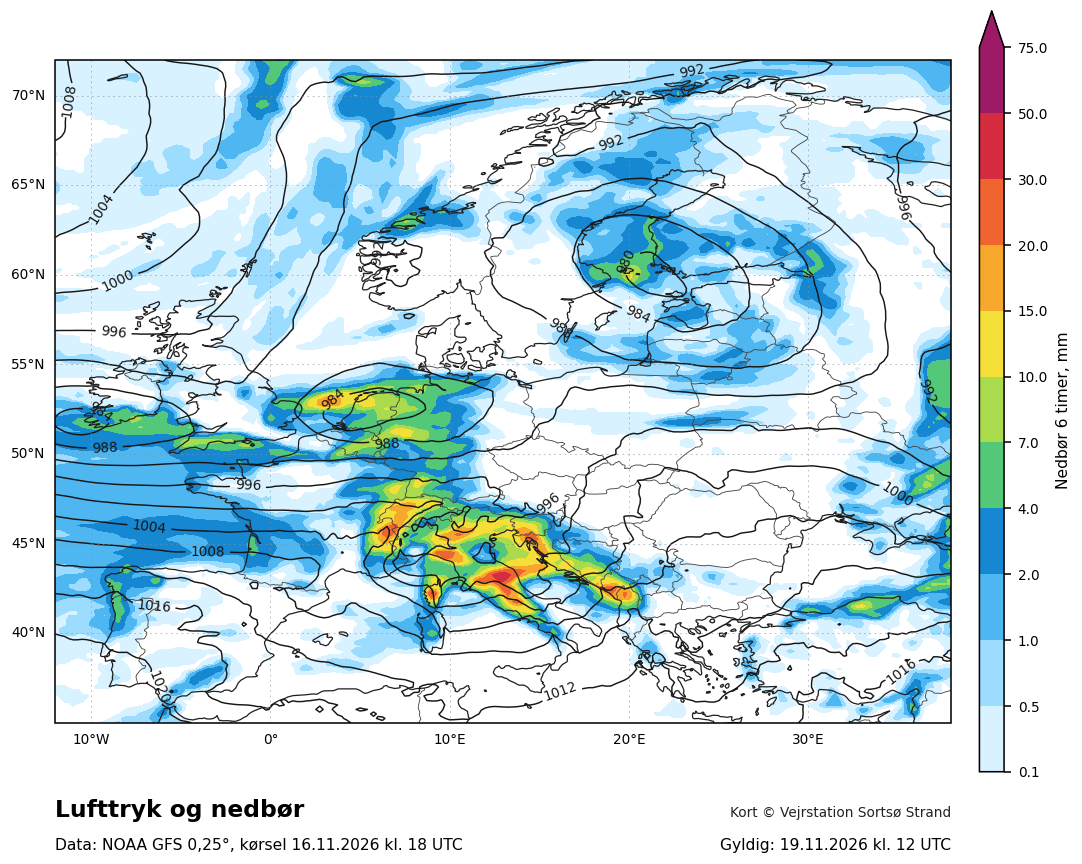 75.0
50.0
30.0
20.0
15.0
10.0
7.0
4.0
2.0
1.0
0.5
0.1
Nedbør 6 timer, mm
70°N
65°N
60°N
55°N
50°N
45°N
40°N
10°W
0°
10°E
20°E
30°E
1008
992
992
1004
996
992
1000
980
996
988
984
984
984
992
988
988
996
996
1000
1004
1008
1016
1020
1012
1016
Lufttryk og nedbør
Kort © Vejrstation Sortsø Strand
Data: NOAA GFS 0,25°, kørsel 16.11.2026 kl. 18 UTC
Gyldig: 19.11.2026 kl. 12 UTC